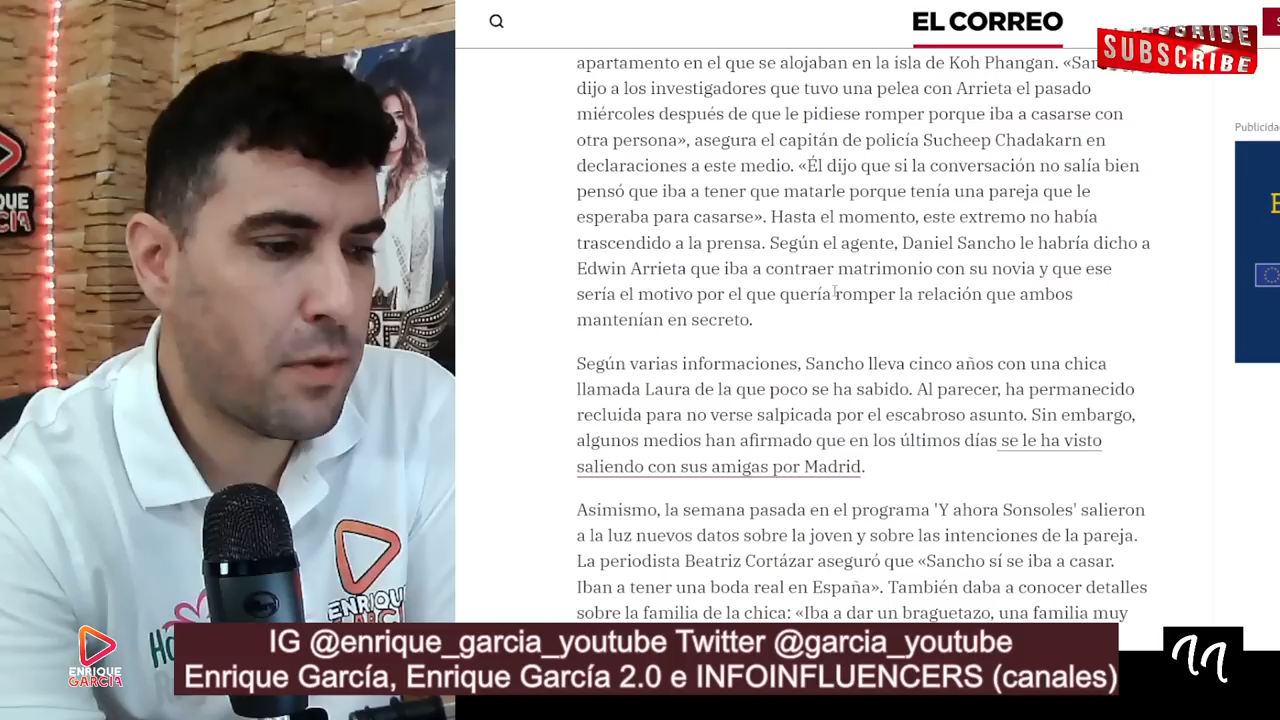 EL CORREO
SUBSCRIBE
apartamento en el que se alojaban en la isla de Koh Phangan.
dijo a los investigadores que tuvo una pelea con Arrieta el pasado
miércoles después de que le pidiese romper porque iba a casarse con
otra persona», asegura el capitán de policía Sucheep Chadakarn en
declaraciones a este medio. «Él dijo que si la conversación no salía bien
pensó que iba a tener que matarle porque tenía una pareja que le
esperaba para casarse». Hasta el momento, este extremo no había
trascendido a la prensa. Según el agente, Daniel Sancho le habría dicho a
Edwin Arrieta que iba a contraer matrimonio con su novia y que ese
sería el motivo por el que quería romper la relación que ambos
mantenían en secreto.
Según varias informaciones, Sancho lleva cinco años con una chica
llamada Laura de la que poco se ha sabido. Al parecer, ha permanecido
recluida para no verse salpicada por el escabroso asunto. Sin embargo,
algunos medios han afirmado que en los últimos días se le ha visto
saliendo con sus amigas por Madrid.
Asimismo, la semana pasada en el programa 'Y ahora Sonsoles' salieron
a la luz nuevos datos sobre la joven y sobre las intenciones de la pareja.
La periodista Beatriz Cortázar aseguró que «Sancho sí se iba a casar.
Iban a tener una boda real en España». También daba a conocer detalles
sobre la familia de la chica: «Iba a dar un braguetazo, una familia muy
Publicida
ENRIQUE
GARCÍA
IG @enrique_garcia_youtube Twitter @garcia_youtube
Enrique García, Enrique García 2.0 e INFOINFLUENCERS (canales)